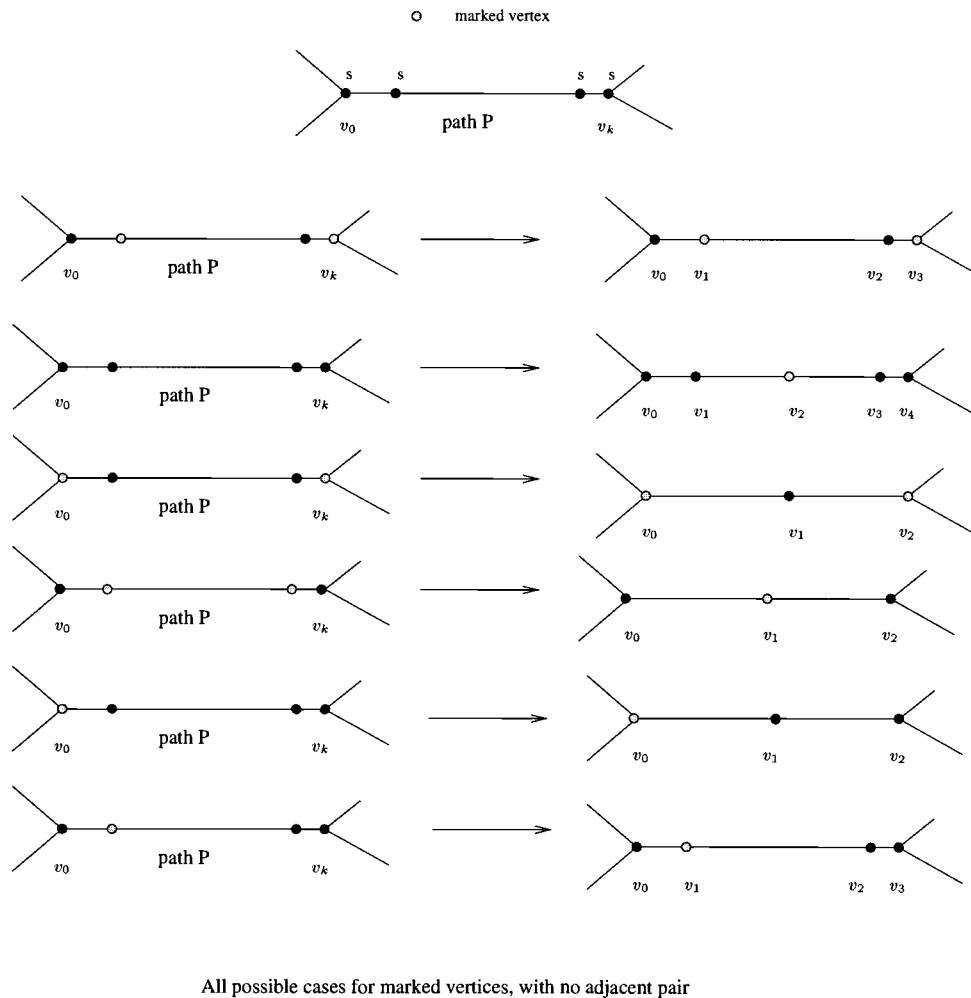 marked vertex
s s s s
v0 path P vk
v0 path P vk v0 v1 v2 v3
v0 path P vk v0 v1 v2 v3 v4
v0 path P vk v0 v1 v2
v0 path P vk v0 v1 v2
v0 path P vk v0 v1 v2
v0 path P vk v0 v1 v2 v3
All possible cases for marked vertices, with no adjacent pair